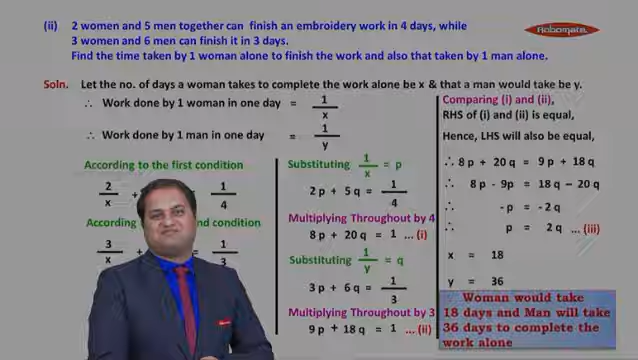 (ii) 2 women and 5 men together can finish an embroidery work in 4 days, while
3 women and 6 men can finish it in 3 days.
Find the time taken by 1 woman alone to finish the work and also that taken by 1 man alone.
Robomate
Soln. Let the no. of days a woman takes to complete the work alone be x & that a man would take be y.
∴ Work done by 1 woman in one day = 1/x
∴ Work done by 1 man in one day = 1/y
According to the first condition
2/x + = 1/4
According nd condition
3/x + = 1/3
Substituting 1/x = p
2p + 5q = 1/4
Multiplying Throughout by 4
8p + 20q = 1 ...(i)
Substituting 1/y = q
3p + 6q = 1/3
Multiplying Throughout by 3
9p + 18q = 1 ...(ii)
Comparing (i) and (ii),
RHS of (i) and (ii) is equal,
Hence, LHS will also be equal,
∴ 8p + 20q = 9p + 18q
∴ 8p - 9p = 18q - 20q
∴ -p = -2q
∴ p = 2q ...(iii)
x = 18
y = 36
∵ Woman would take
18 days and Man will take
36 days to complete the
work alone